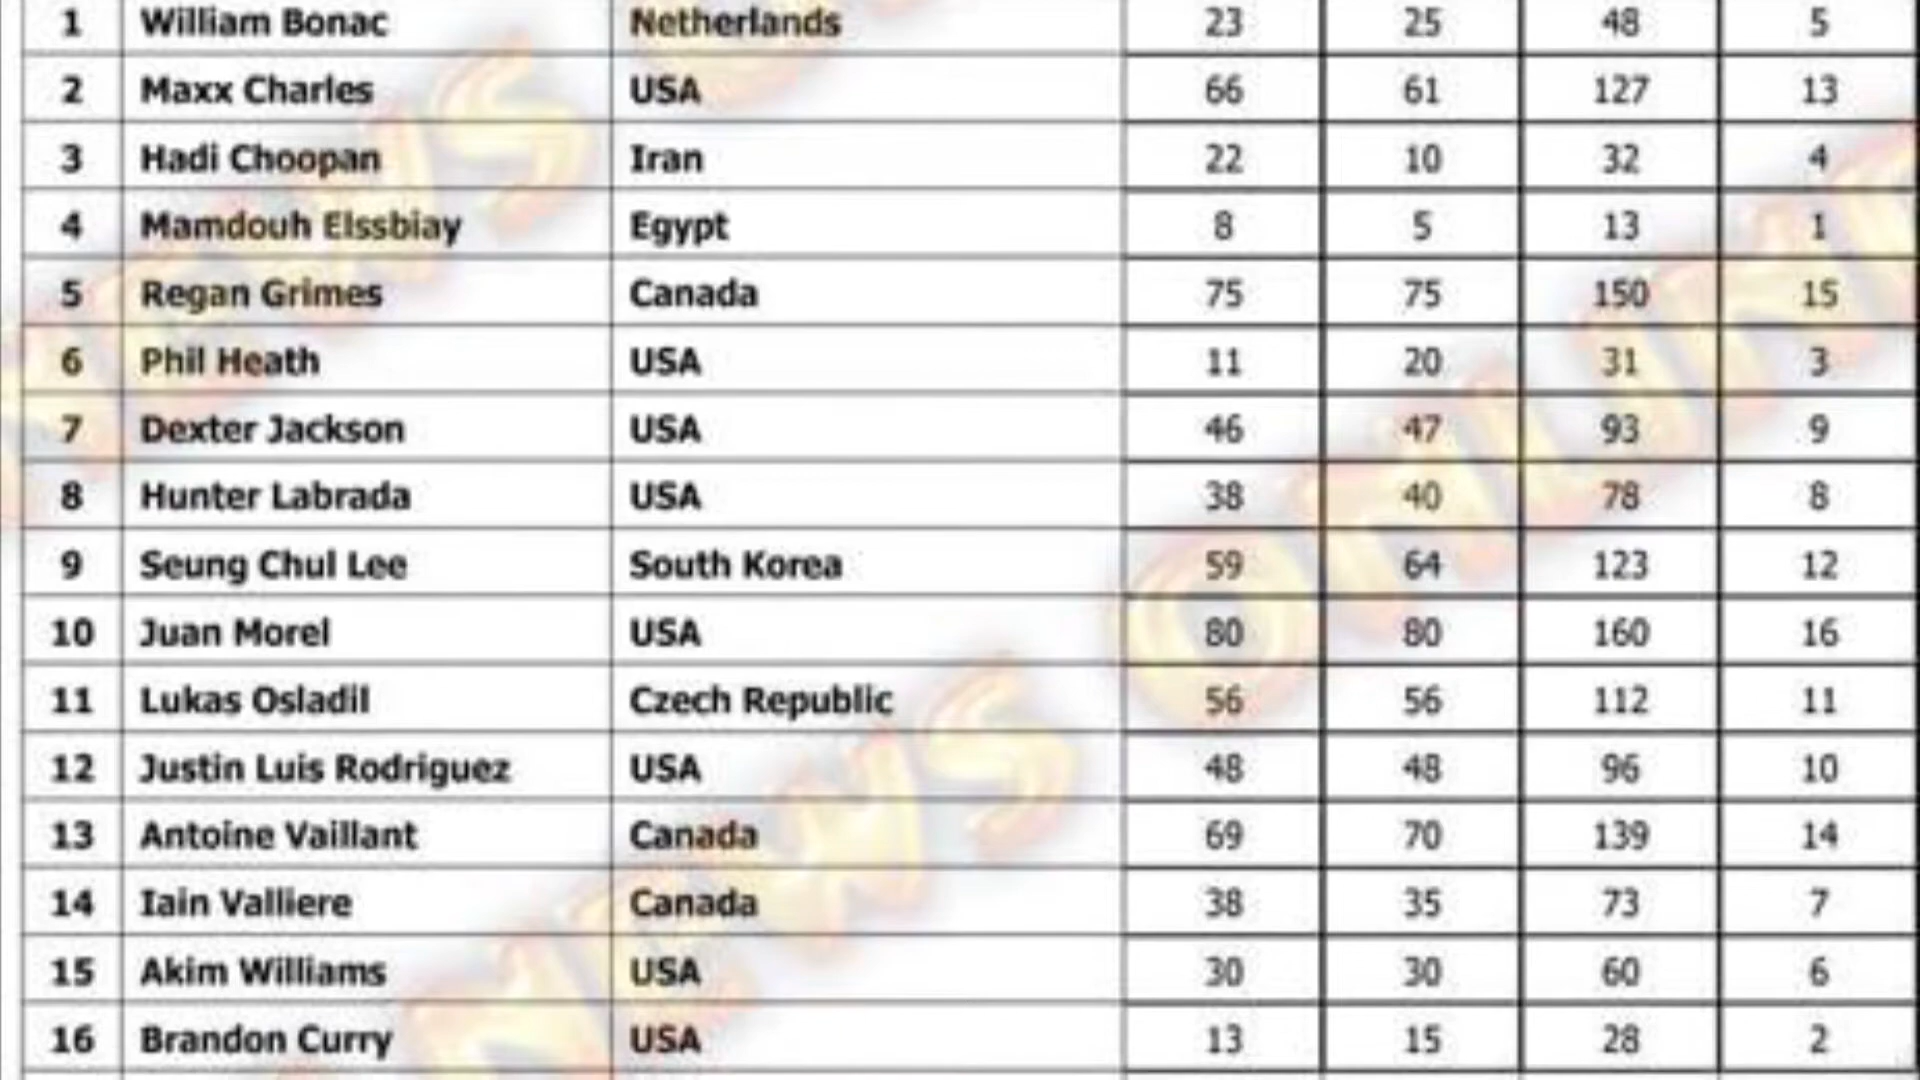 1 William Bonac Netherlands 23 25 48 5
2 Maxx Charles USA 66 61 127 13
3 Hadi Choopan Iran 22 10 32 4
4 Mamdouh Elssbiay Egypt 8 5 13 1
5 Regan Grimes Canada 75 75 150 15
6 Phil Heath USA 11 20 31 3
7 Dexter Jackson USA 46 47 93 9
8 Hunter Labrada USA 38 40 78 8
9 Seung Chul Lee South Korea 59 64 123 12
10 Juan Morel USA 80 80 160 16
11 Lukas Osladil Czech Republic 56 56 112 11
12 Justin Luis Rodriguez USA 48 48 96 10
13 Antoine Vaillant Canada 69 70 139 14
14 Iain Valliere Canada 38 35 73 7
15 Akim Williams USA 30 30 60 6
16 Brandon Curry USA 13 15 28 2